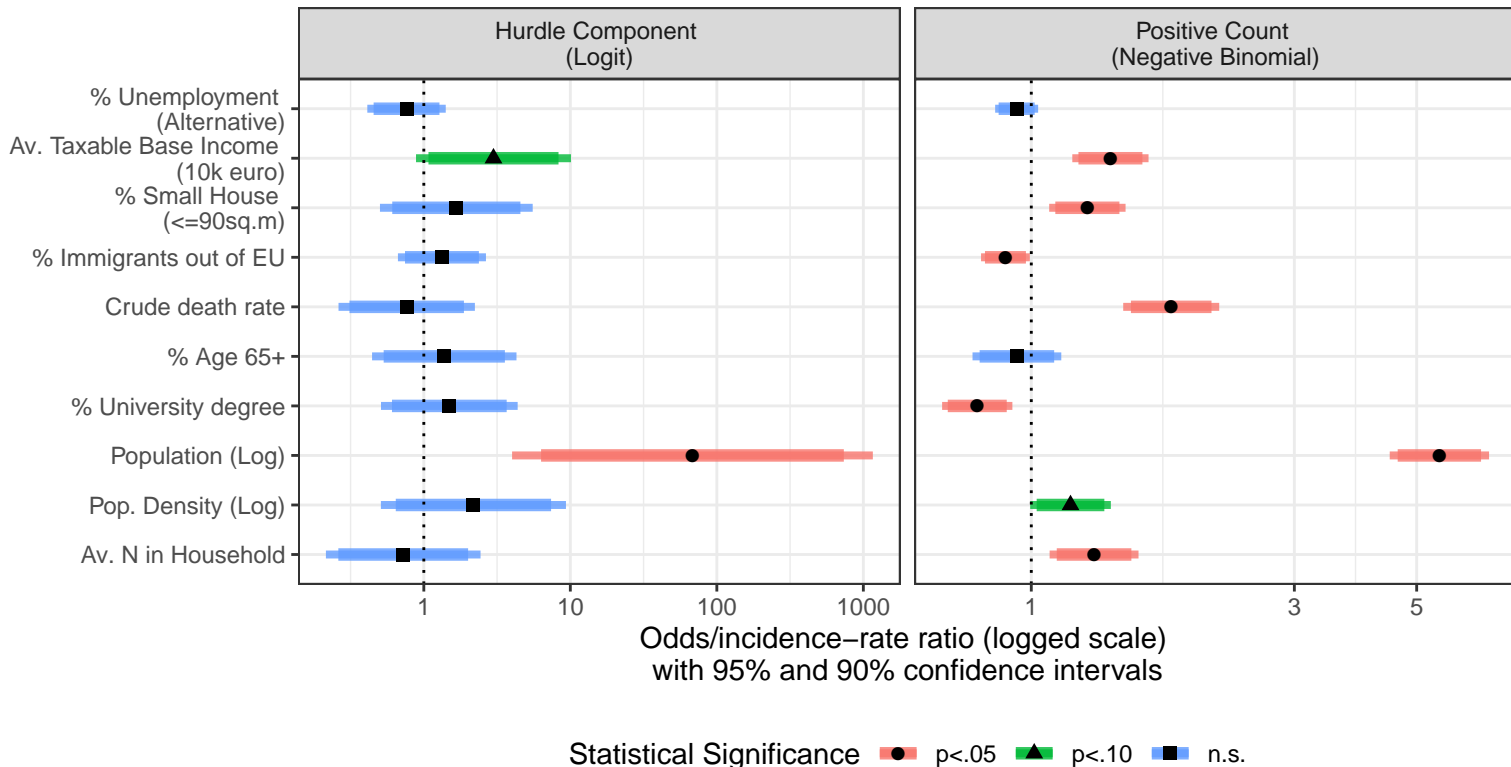 Hurdle Component
(Logit)
Positive Count
(Negative Binomial)
% Unemployment
(Alternative)
Av. Taxable Base Income
(10k euro)
% Small House
(<=90sq.m)
% Immigrants out of EU
Crude death rate
% Age 65+
% University degree
Population (Log)
Pop. Density (Log)
Av. N in Household
1 10 100 1000
1 3 5
Odds/incidence−rate ratio (logged scale)
with 95% and 90% confidence intervals
Statistical Significance p<.05 p<.10 n.s.